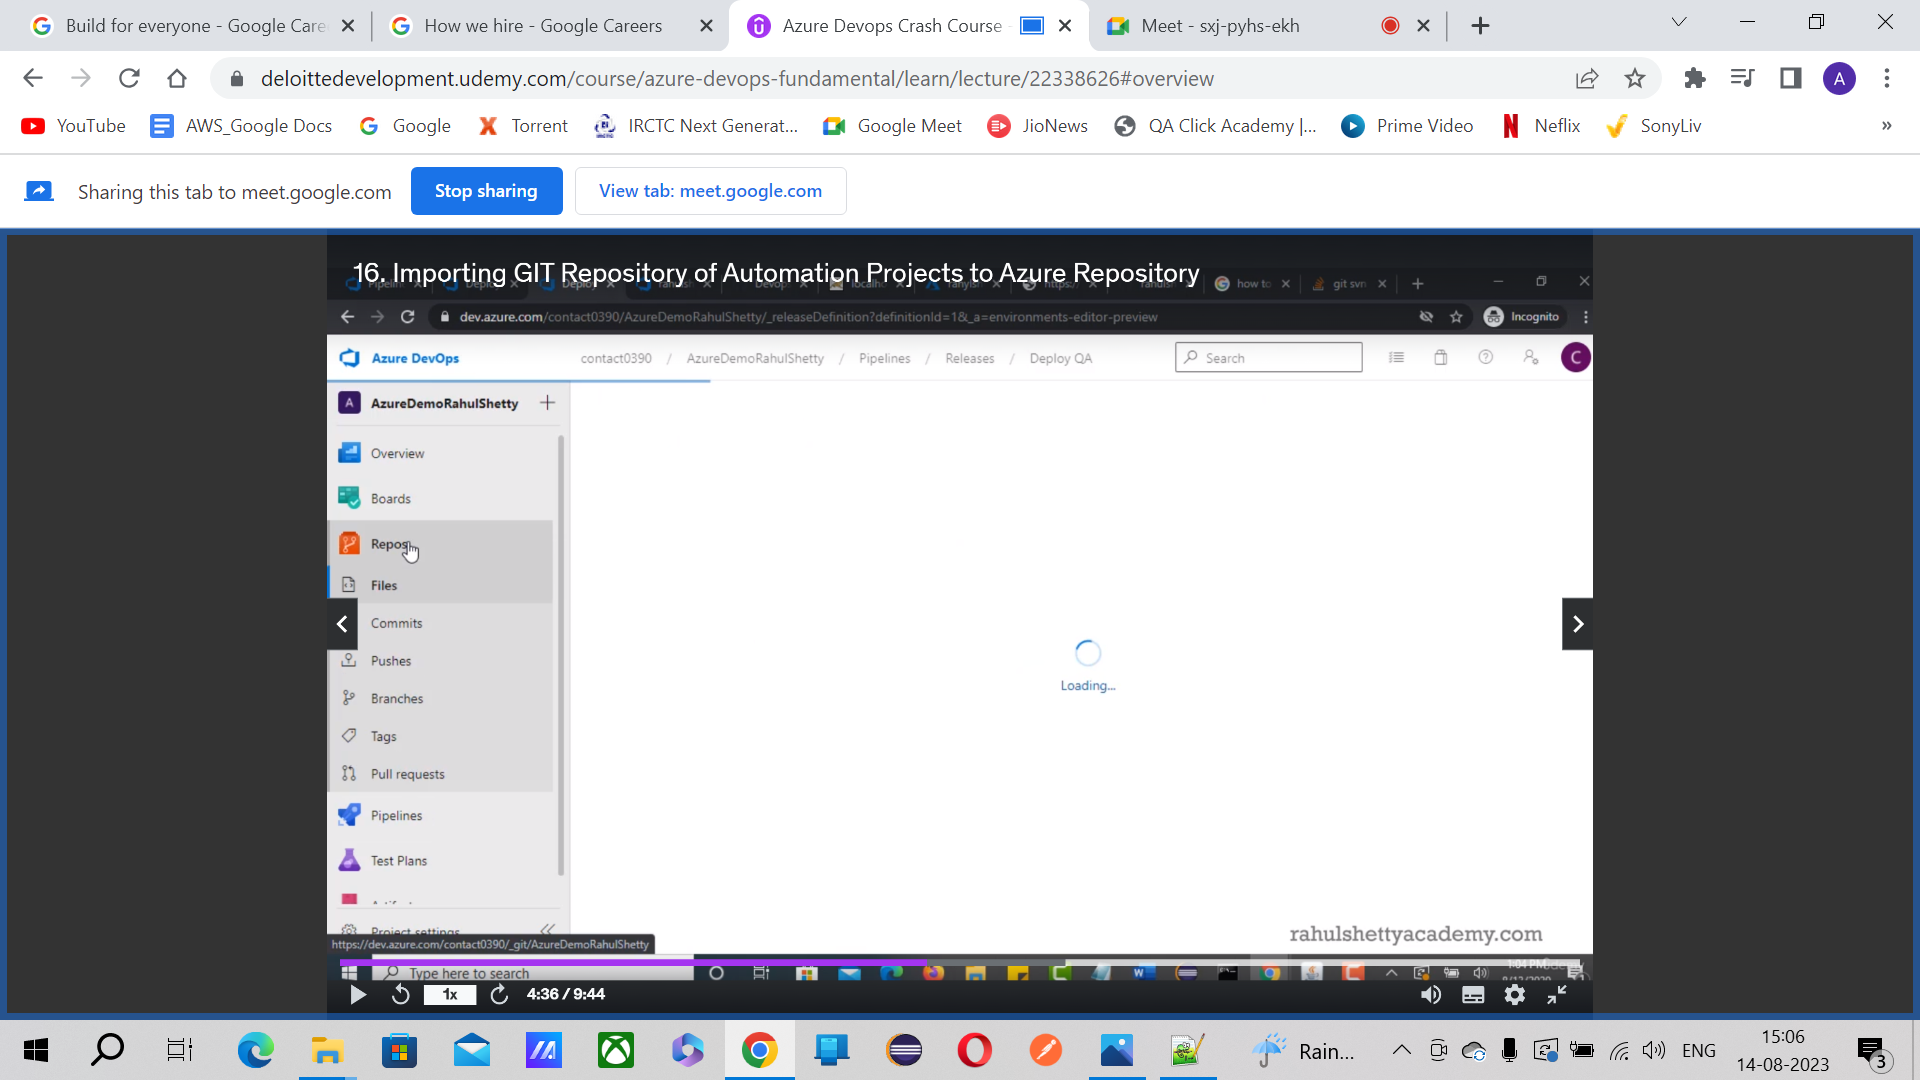 Build for everyone - Google Care
How we hire - Google Careers
Azure Devops Crash Course
Meet - sxj-pyhs-ekh
deloittedevelopment.udemy.com/course/azure-devops-fundamental/learn/lecture/22338626#overview
A
YouTube
AWS_Google Docs
Google
Torrent
IRCTC Next Generat...
Google Meet
JioNews
QA Click Academy |...
Prime Video
Neflix
SonyLiv
»
Sharing this tab to meet.google.com
Stop sharing
View tab: meet.google.com
16. Importing GIT Repository of Automation Projects to Azure Repository
how to
git svn
dev.azure.com/contact0390/AzureDemoRahulShetty/_releaseDefinition?definitionId=1&_a=environments-editor-preview
Incognito
Azure DevOps
contact0390 / AzureDemoRahulShetty / Pipelines / Releases / Deploy QA
Search
C
A
AzureDemoRahulShetty
Overview
Boards
Repos
Files
Commits
Pushes
Branches
Tags
Pull requests
Pipelines
Test Plans
Project settings
Loading...
rahulshettyacademy.com
https://dev.azure.com/contact0390/_git/AzureDemoRahulShetty
Type here to search
1x
4:36 / 9:44
Rain...
ENG
15:06
14-08-2023
3